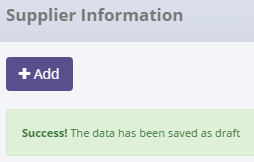 Supplier Information
+ Add
Success! The data has been saved as draft